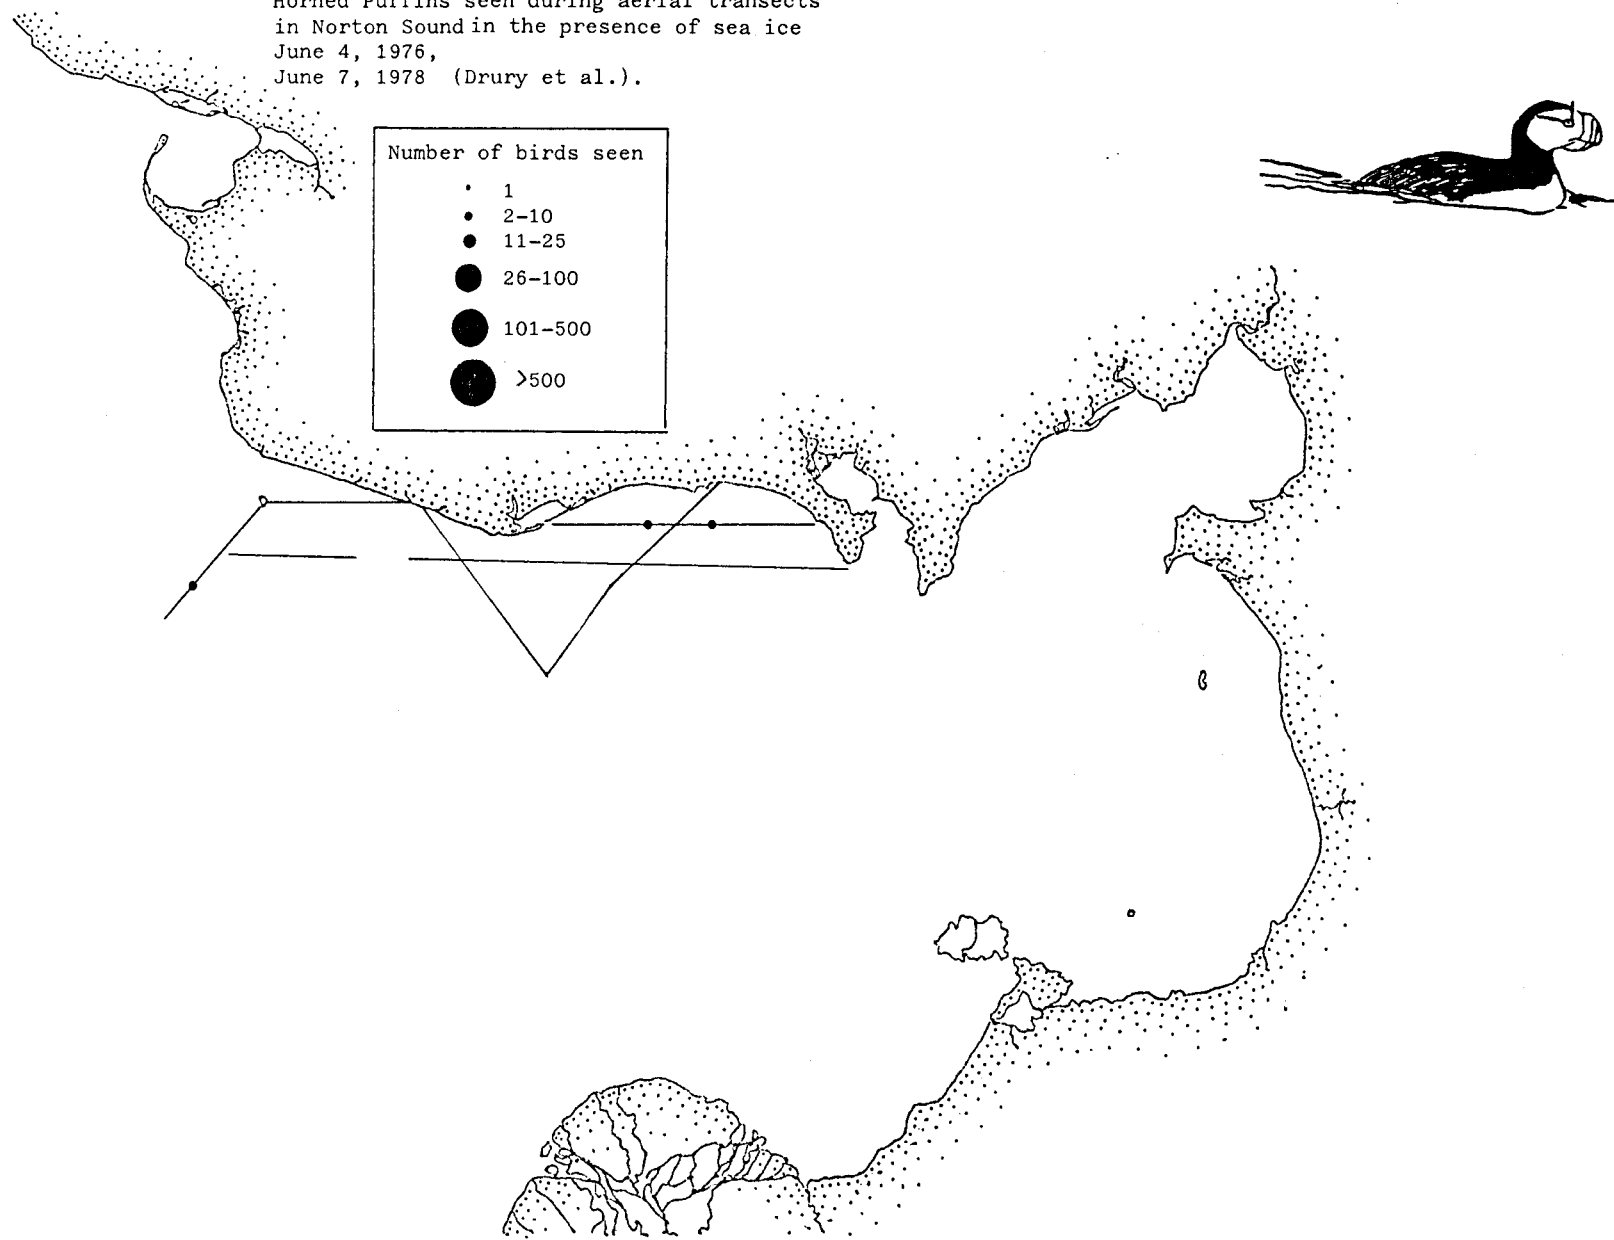 Horned Puffins seen during aerial transects
in Norton Sound in the presence of sea ice
June 4, 1976,
June 7, 1978 (Drury et al.).
Number of birds seen
1
2-10
11-25
26-100
101-500
>500